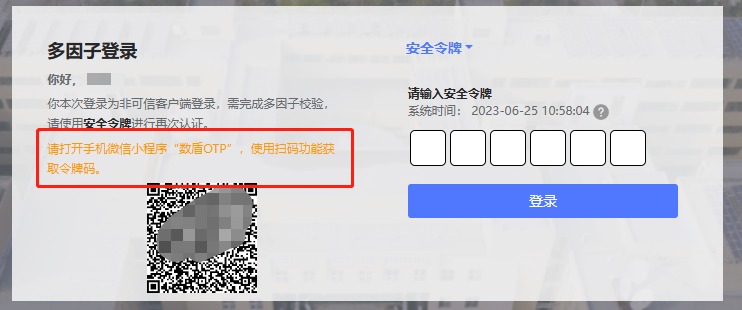 多因子登录
你好，
你本次登录为非可信客户端登录，需完成多因子校验，
请使用安全令牌进行再次认证。
请打开手机微信小程序“数盾OTP”，使用扫码功能获
取令牌码。
安全令牌
请输入安全令牌
系统时间： 2023-06-25 10:58:04 ?
登录